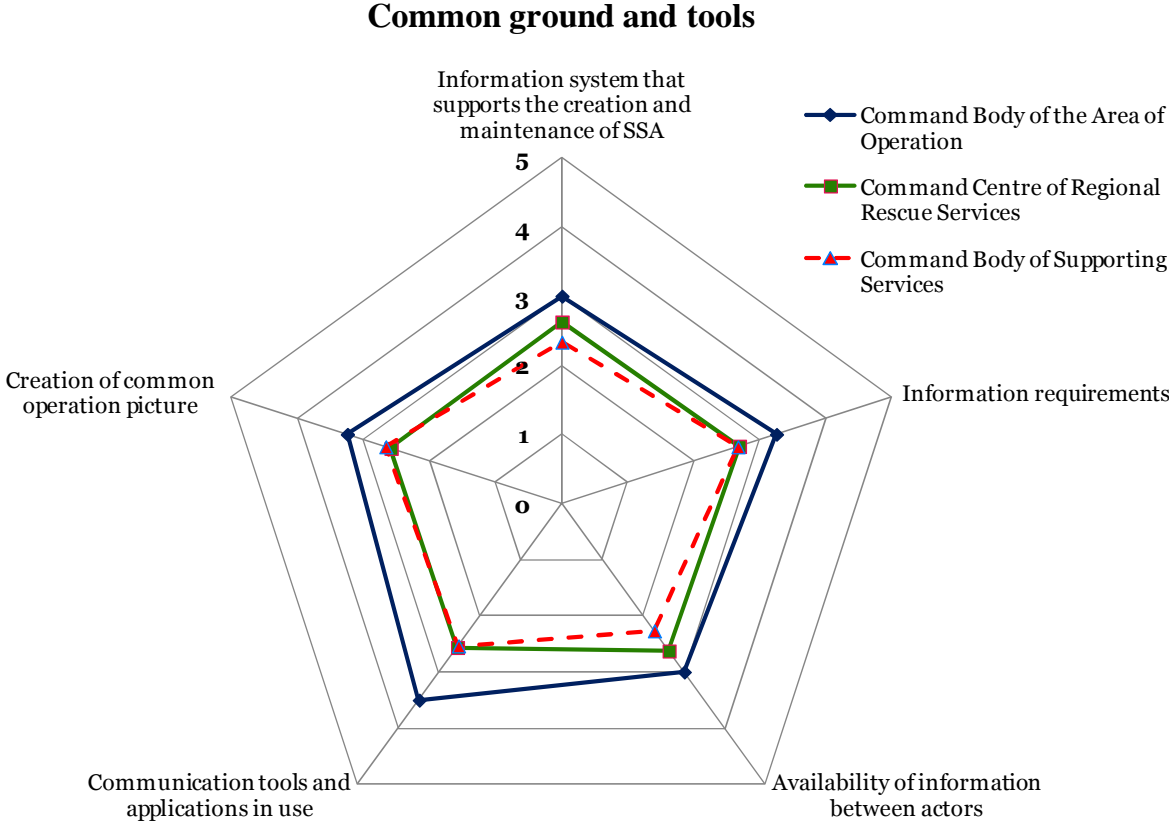 Common ground and tools
Information system that
supports the creation and
maintenance of SSA
Command Body of the Area of
Operation
Command Centre of Regional
Rescue Services
Command Body of Supporting
Services
5
4
3
2
1
0
Creation of common
operation picture
Information requirements
Communication tools and
applications in use
Availability of information
between actors